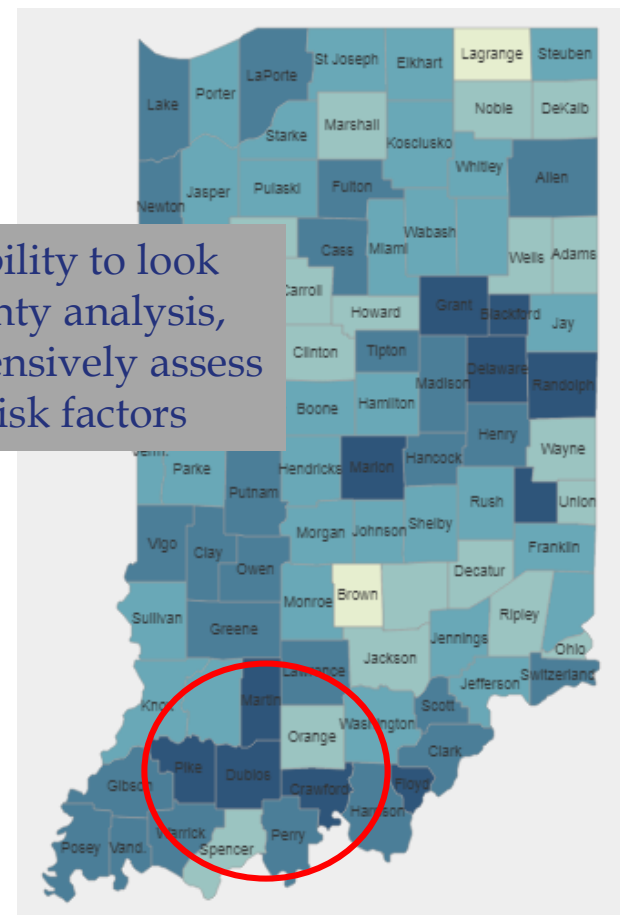 St Joseph Elkhart Lagrange Steuben
LaPorte
Lake Porter
Noble DeKalb
Starke Marshall
Kosciusko
Whitley Allen
Newton Jasper Pulaski Fulton
Wabash
bility to look
Cass Miami
Wells Adams
nty analysis,
Carroll
Howard Grant Blackford Jay
ensively assess
Clinton Tipton
Madison Delaware Randolph
isk factors
Boone Hamilton
Henry
Wayne
Parke Hendricks Marion Hancock
Putnam
Rush Union
Vigo Clay Morgan Johnson Shelby
Franklin
Owen
Decatur
Monroe Brown
Sullivan Greene
Ripley
Jennings
Jackson Ohio
Lawrence
Jefferson Switzerland
Knox Martin
Scott
Orange Washington
Clark
Pike Dubios Crawford Floyd
Gibson
Harrison
Posey Vand. Warrick Spencer Perry